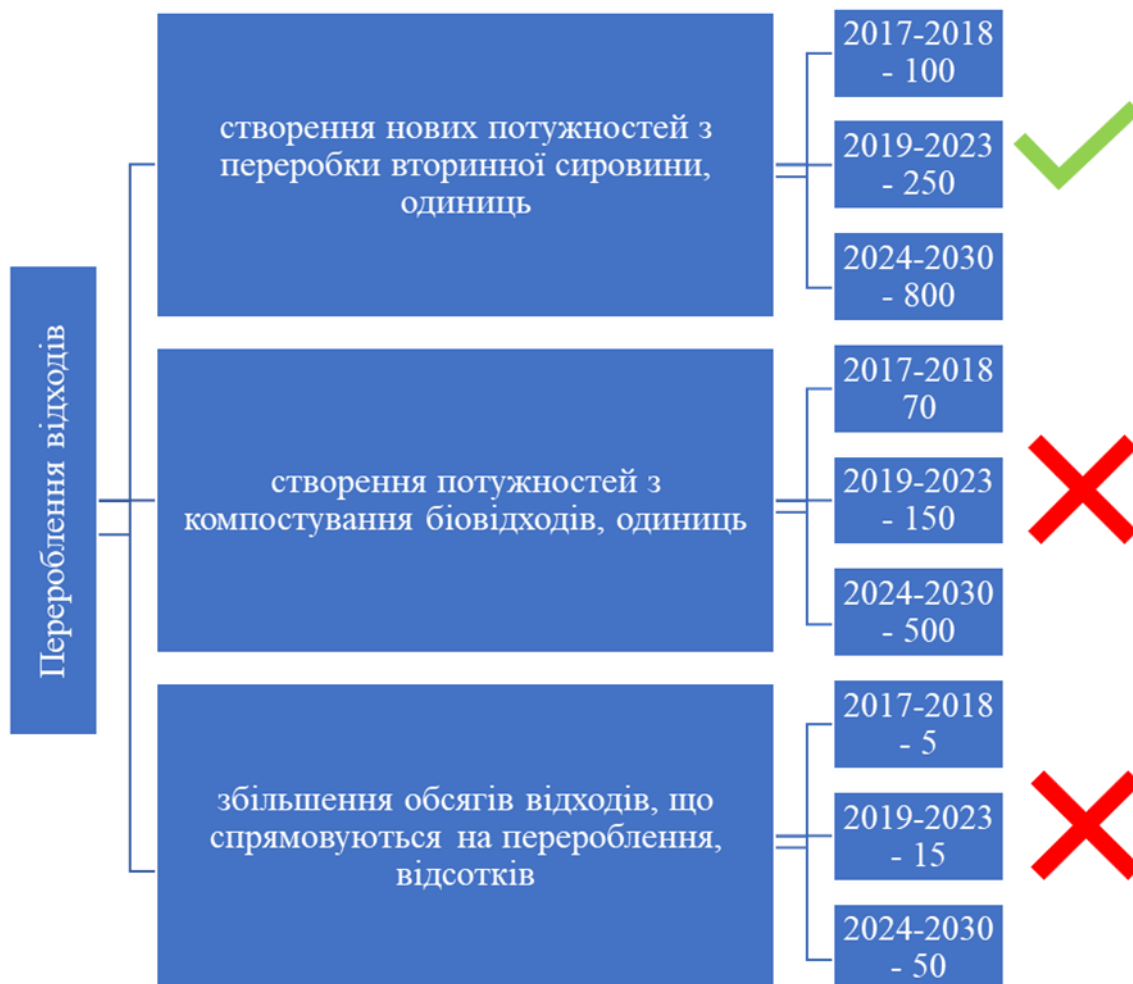 Перероблення відходів
створення нових потужностей з
переробки вторинної сировини,
одиниць
2017-2018
- 100
2019-2023
- 250
2024-2030
- 800
створення потужностей з
компостування біовідходів, одиниць
2017-2018
70
2019-2023
- 150
2024-2030
- 500
збільшення обсягів відходів, що
спрямовуються на перероблення,
відсотків
2017-2018
- 5
2019-2023
- 15
2024-2030
- 50